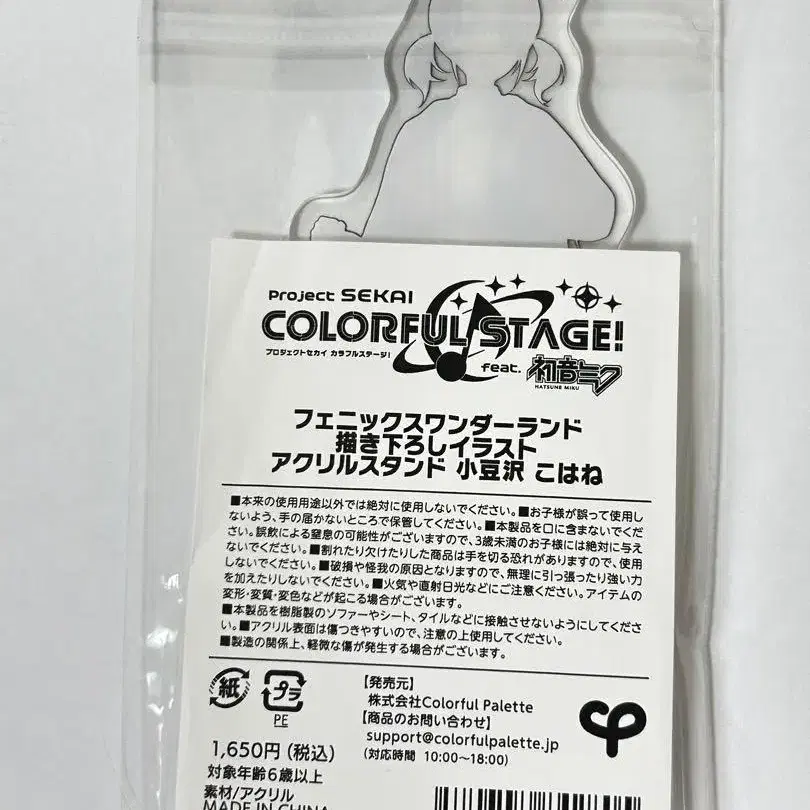 Project SEKAI
COLORFUL STAGE!
プロジェクトセカイ カラフルステージ!
feat. 初音ミク
HATSUNE MIKU
フェニックスワンダーランド
描き下ろしイラスト
アクリルスタンド 小豆沢 こはね
■本来の使用用途以外では絶対に使用しないでください。■お子様が誤って使用し
ないよう、手の届かないところで保管してください。■本製品を口に含まないでくだ
さい。誤飲による窒息の可能性がございますので、3歳未満のお子様には絶対に与え
ないでください。■割れたり欠けたりした商品は手を切る恐れがありますので、使用
しないでください。■破損や怪我の原因となりますので、無理に引っ張ったり強い力
を加えたりしないでください。■火気や直射日光などにご注意ください。アイテムの
変形・変質・変色などが起こる場合がございます。
■本製品を樹脂製のソファーやシート、タイルなどに接触させないようにしてくださ
い。■アクリル表面は傷つきやすいので、注意の上使用してください。
■製造の関係上、軽微な傷が発生する場合がございます。
紙
プラ
PE
【発売元】
株式会社Colorful Palette
【商品のお問い合わせ】
support@colorfulpalette.jp
(対応時間 10:00~18:00)
1,650円(税込)
対象年齢6歳以上
素材/アクリル
MADE IN CHINA